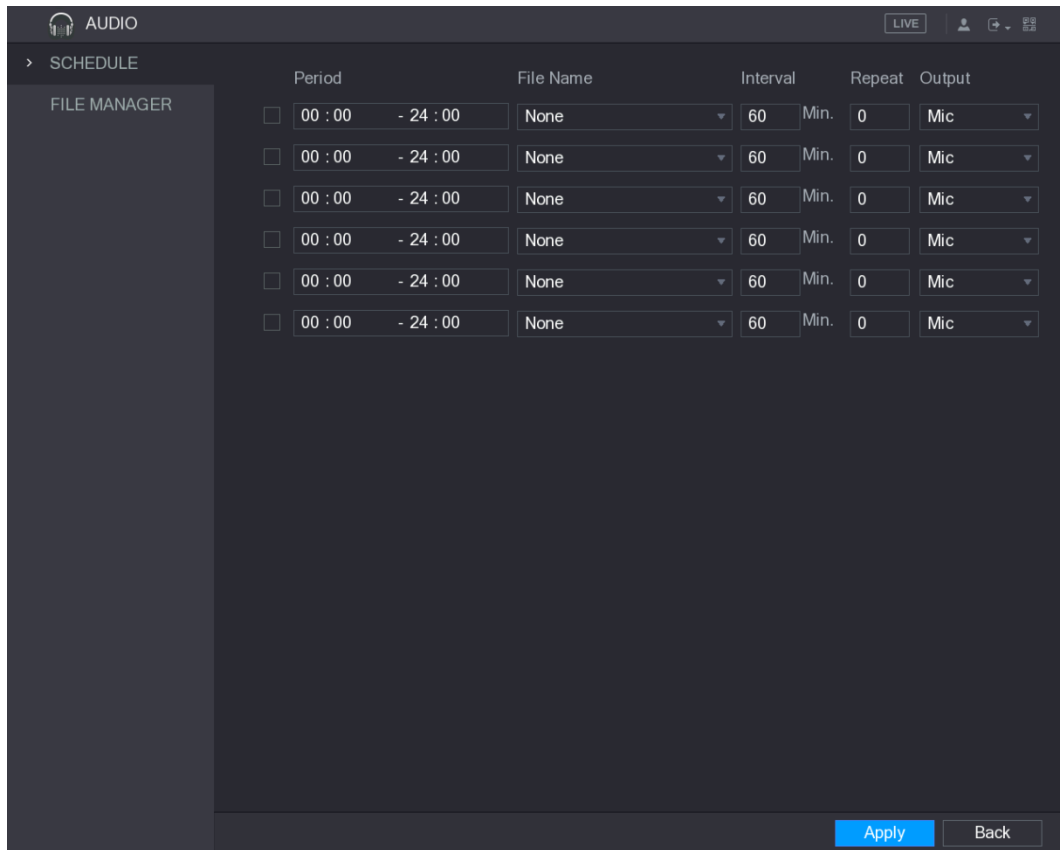 AUDIO LIVE
SCHEDULE
FILE MANAGER
Period File Name Interval Repeat Output
00 : 00 - 24 : 00 None 60 Min. 0 Mic
00 : 00 - 24 : 00 None 60 Min. 0 Mic
00 : 00 - 24 : 00 None 60 Min. 0 Mic
00 : 00 - 24 : 00 None 60 Min. 0 Mic
00 : 00 - 24 : 00 None 60 Min. 0 Mic
00 : 00 - 24 : 00 None 60 Min. 0 Mic
Apply Back